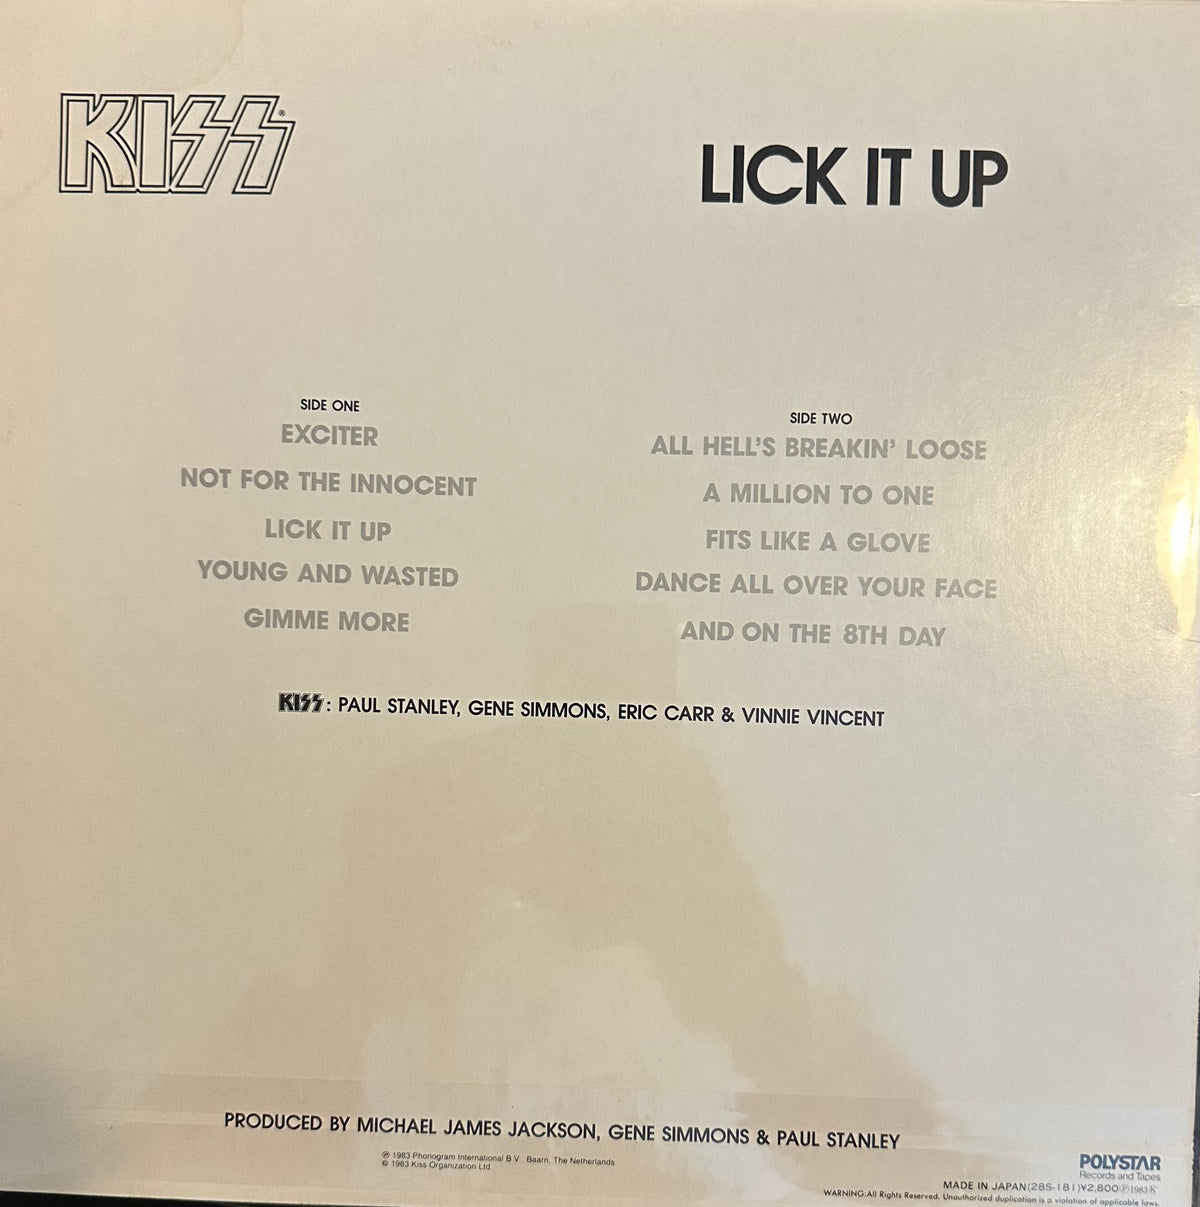 KISS®
LICK IT UP
SIDE ONE
EXCITER
NOT FOR THE INNOCENT
LICK IT UP
YOUNG AND WASTED
GIMME MORE
SIDE TWO
ALL HELL'S BREAKIN' LOOSE
A MILLION TO ONE
FITS LIKE A GLOVE
DANCE ALL OVER YOUR FACE
AND ON THE 8TH DAY
KISS: PAUL STANLEY, GENE SIMMONS, ERIC CARR & VINNIE VINCENT
PRODUCED BY MICHAEL JAMES JACKSON, GENE SIMMONS & PAUL STANLEY
℗ 1983 Phonogram International B.V., Baarn, The Netherlands
© 1983 Kiss Organization Ltd
POLYSTAR
Records and Tapes
MADE IN JAPAN(28S-181)¥2,800 Ⓟ1983 K
WARNING:All Rights Reserved. Unauthorized duplication is a violation of applicable laws.